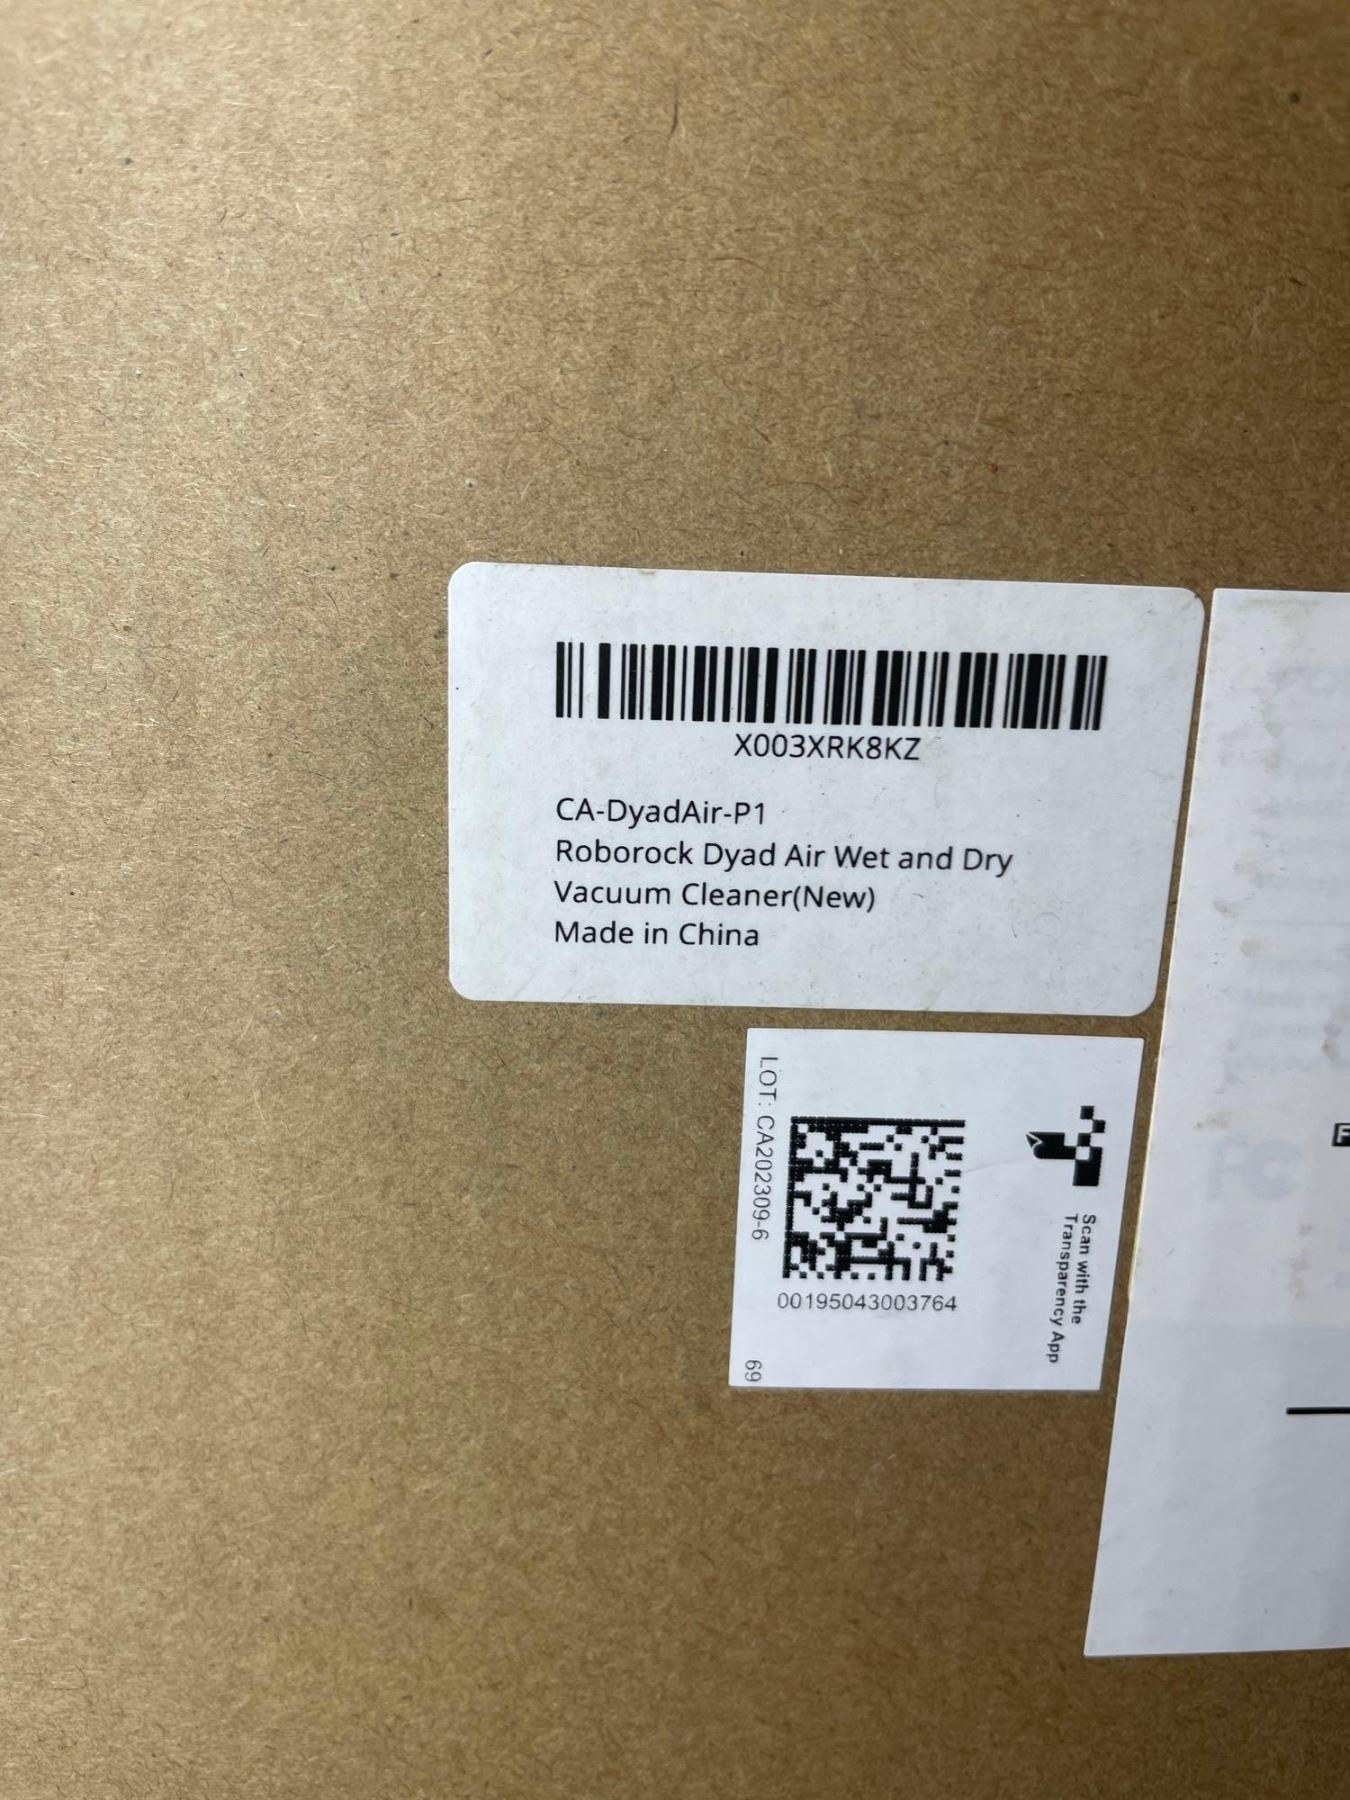 X003XRK8KZ
CA-DyadAir-P1
Roborock Dyad Air Wet and Dry
Vacuum Cleaner(New)
Made in China
LOT: CA202309-6
00195043003764
69
Scan with the
Transparency App